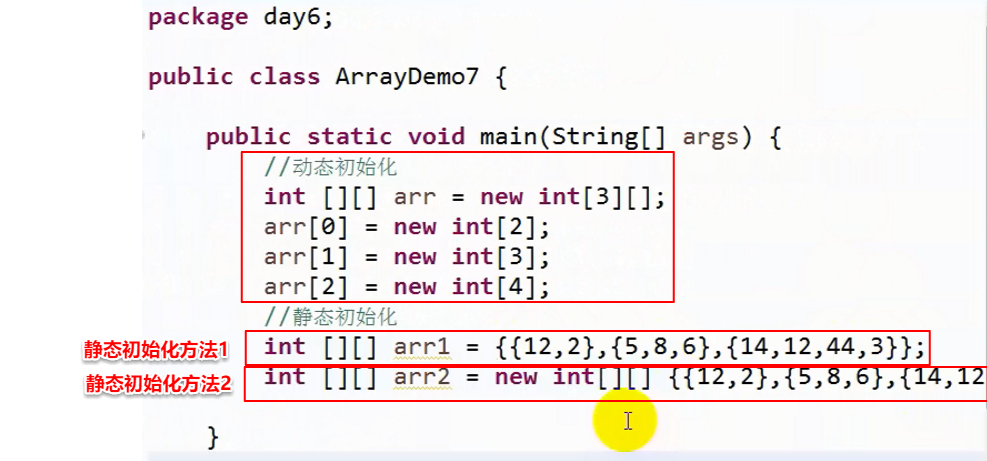 package day6;
public class ArrayDemo7 {
public static void main(String[] args) {
//动态初始化
int [][] arr = new int[3][];
arr[0] = new int[2];
arr[1] = new int[3];
arr[2] = new int[4];
//静态初始化
静态初始化方法1 int [][] arr1 = {{12,2},{5,8,6},{14,12,44,3}};
静态初始化方法2 int [][] arr2 = new int[][] {{12,2},{5,8,6},{14,12
}